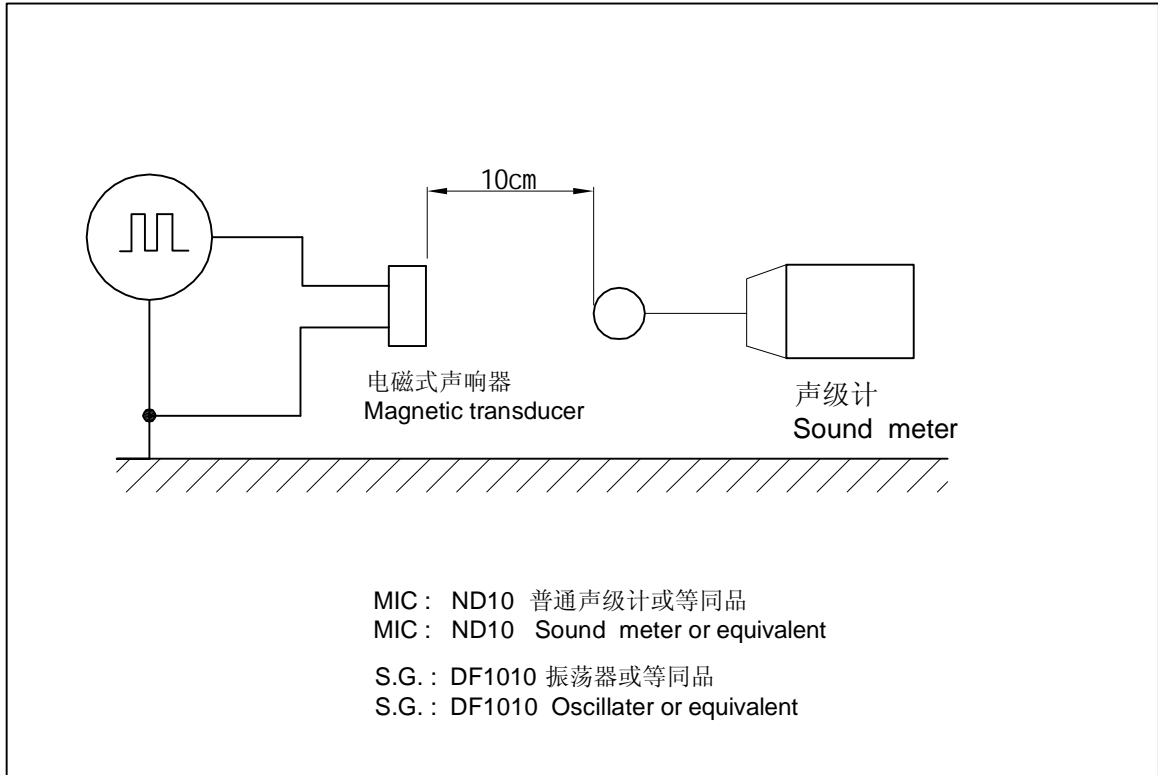 10cm
电磁式声响器
Magnetic transducer
声级计
Sound meter
MIC : ND10 普通声级计或等同品
MIC : ND10 Sound meter or equivalent
S.G. : DF1010 振荡器或等同品
S.G. : DF1010 Oscillater or equivalent